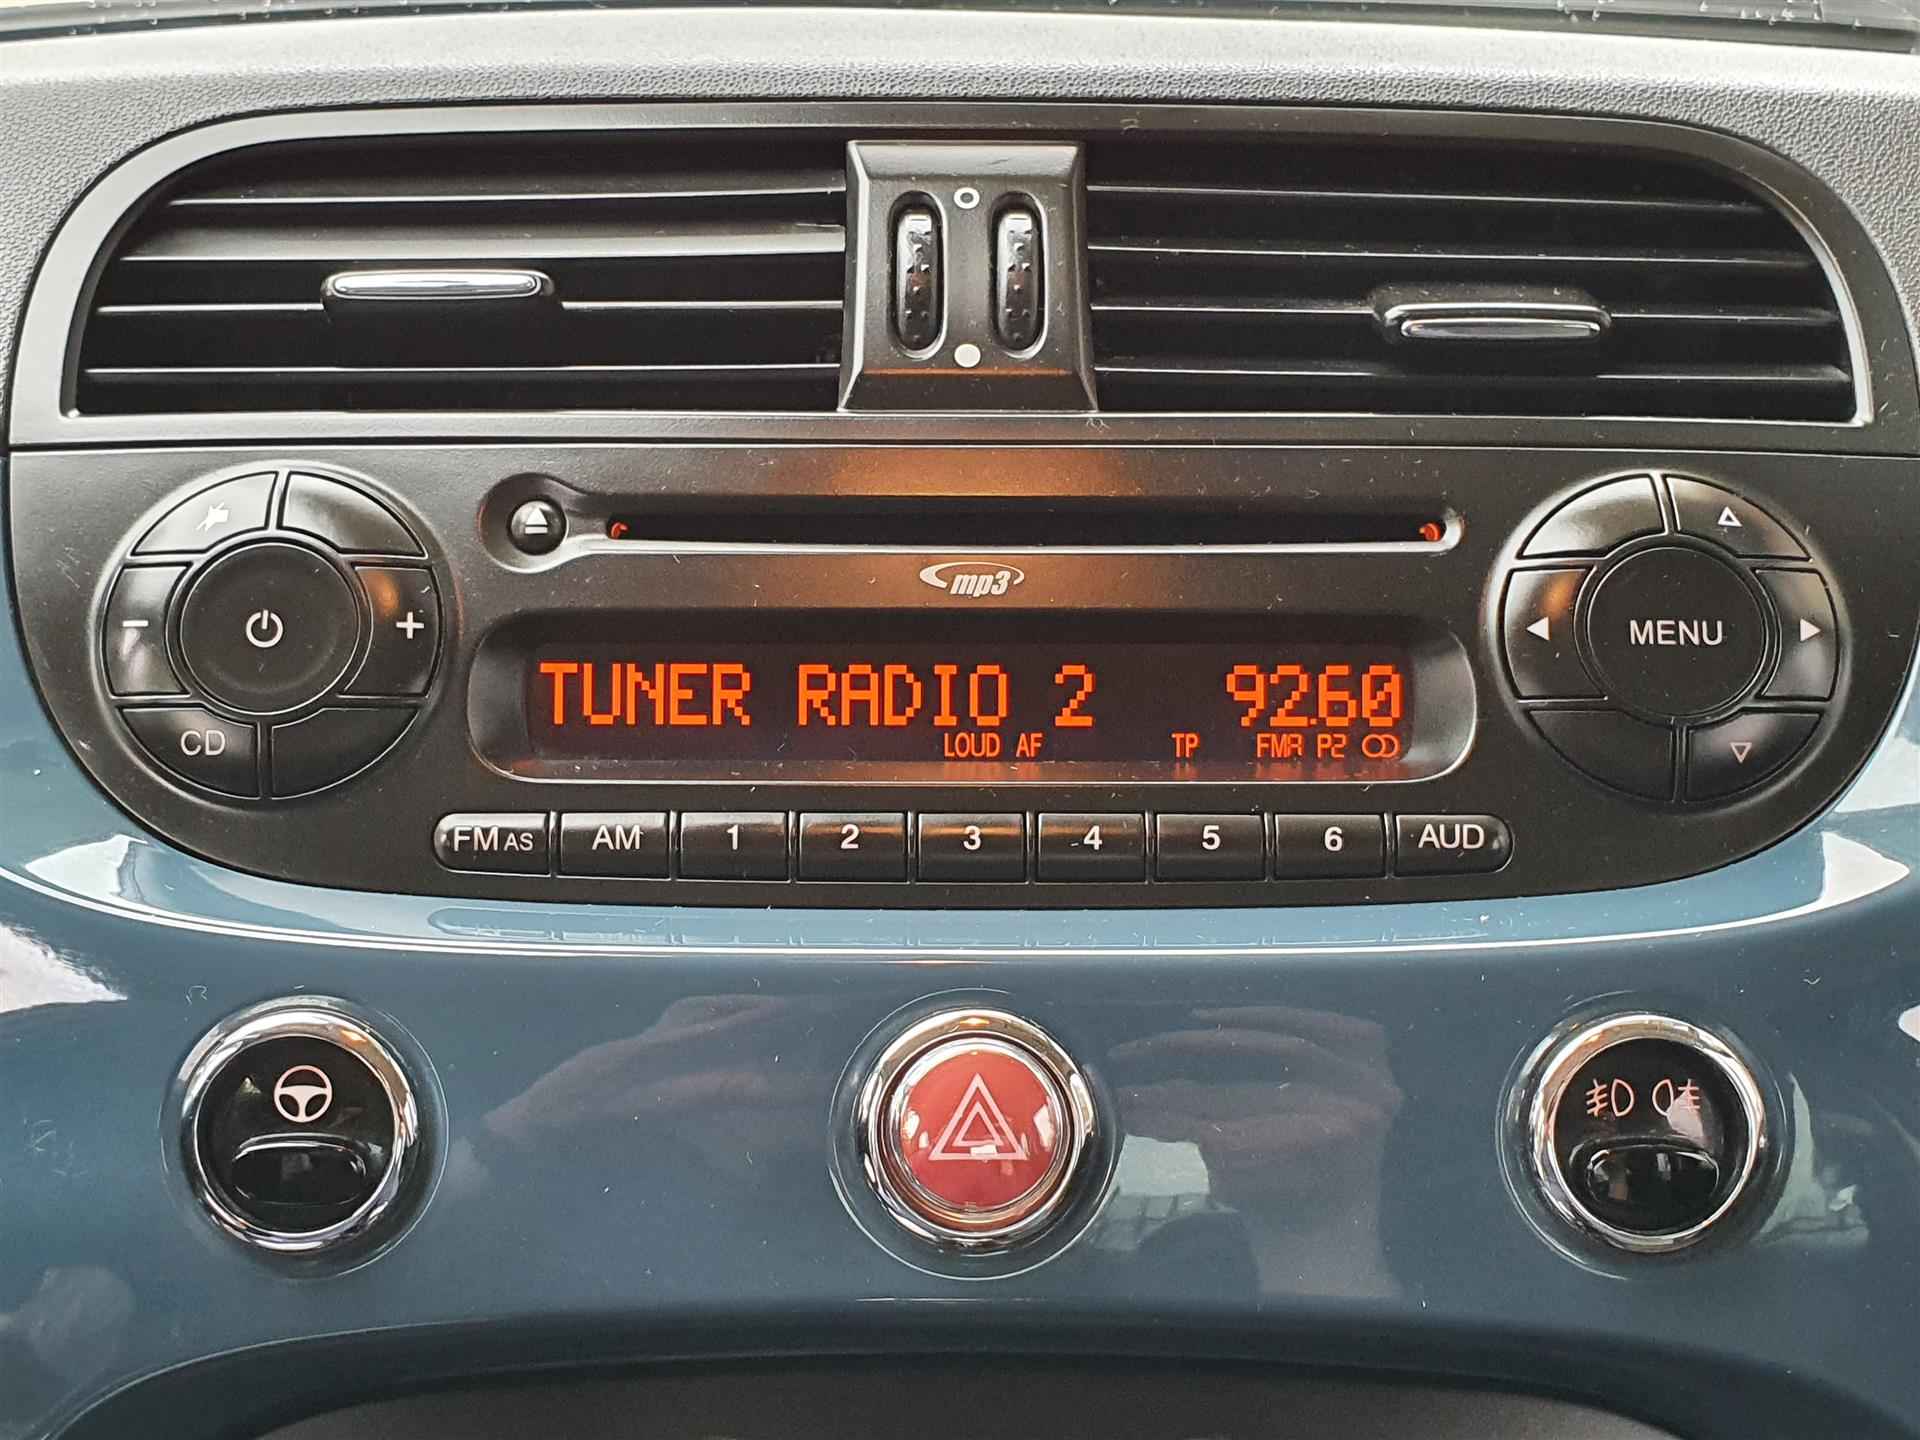 mp3
TUNER RADIO 2 92.60
LOUD AF TP FMA P2
MENU
CD
FM AS AM 1 2 3 4 5 6 AUD